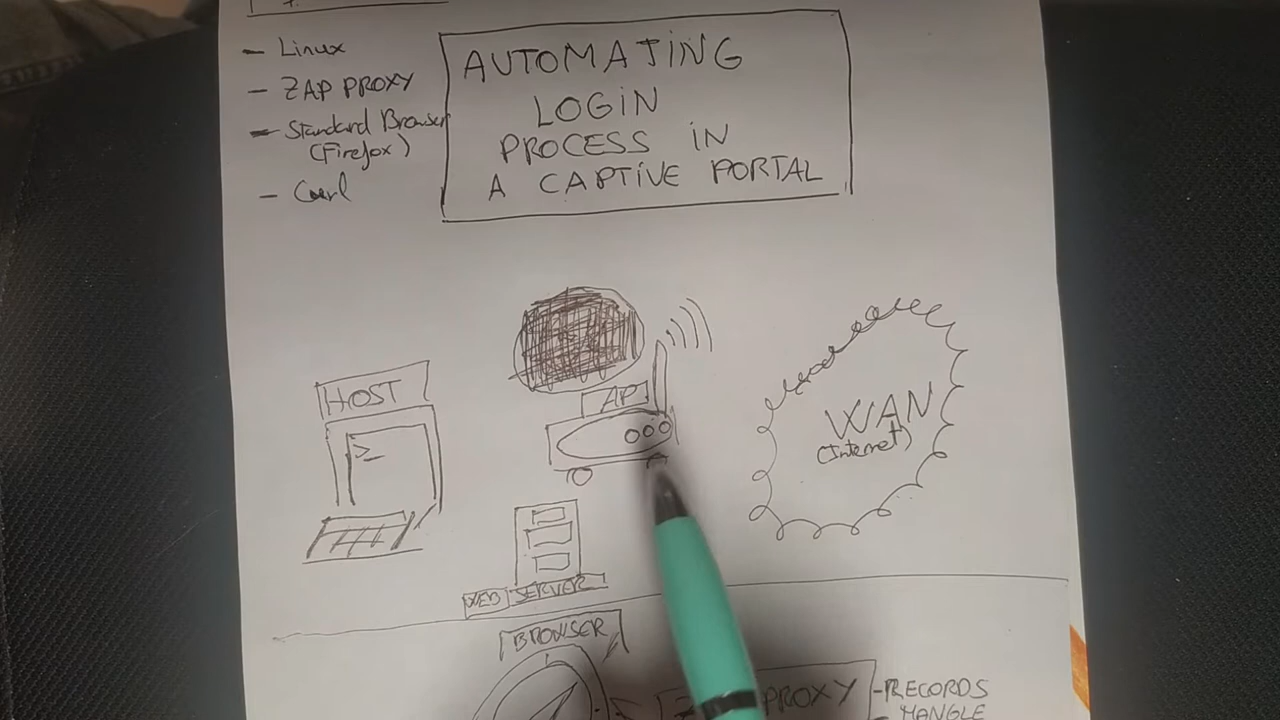 - Linux
- ZAP PROXY
- Standard Browser
(Firefox)
- Curl
AUTOMATING
LOGIN
PROCESS IN
A CAPTIVE PORTAL
HOST
AP
WAN
(Internet)
WEB SERVER
BROWSER
PROXY
- RECORDS
- MANGLE